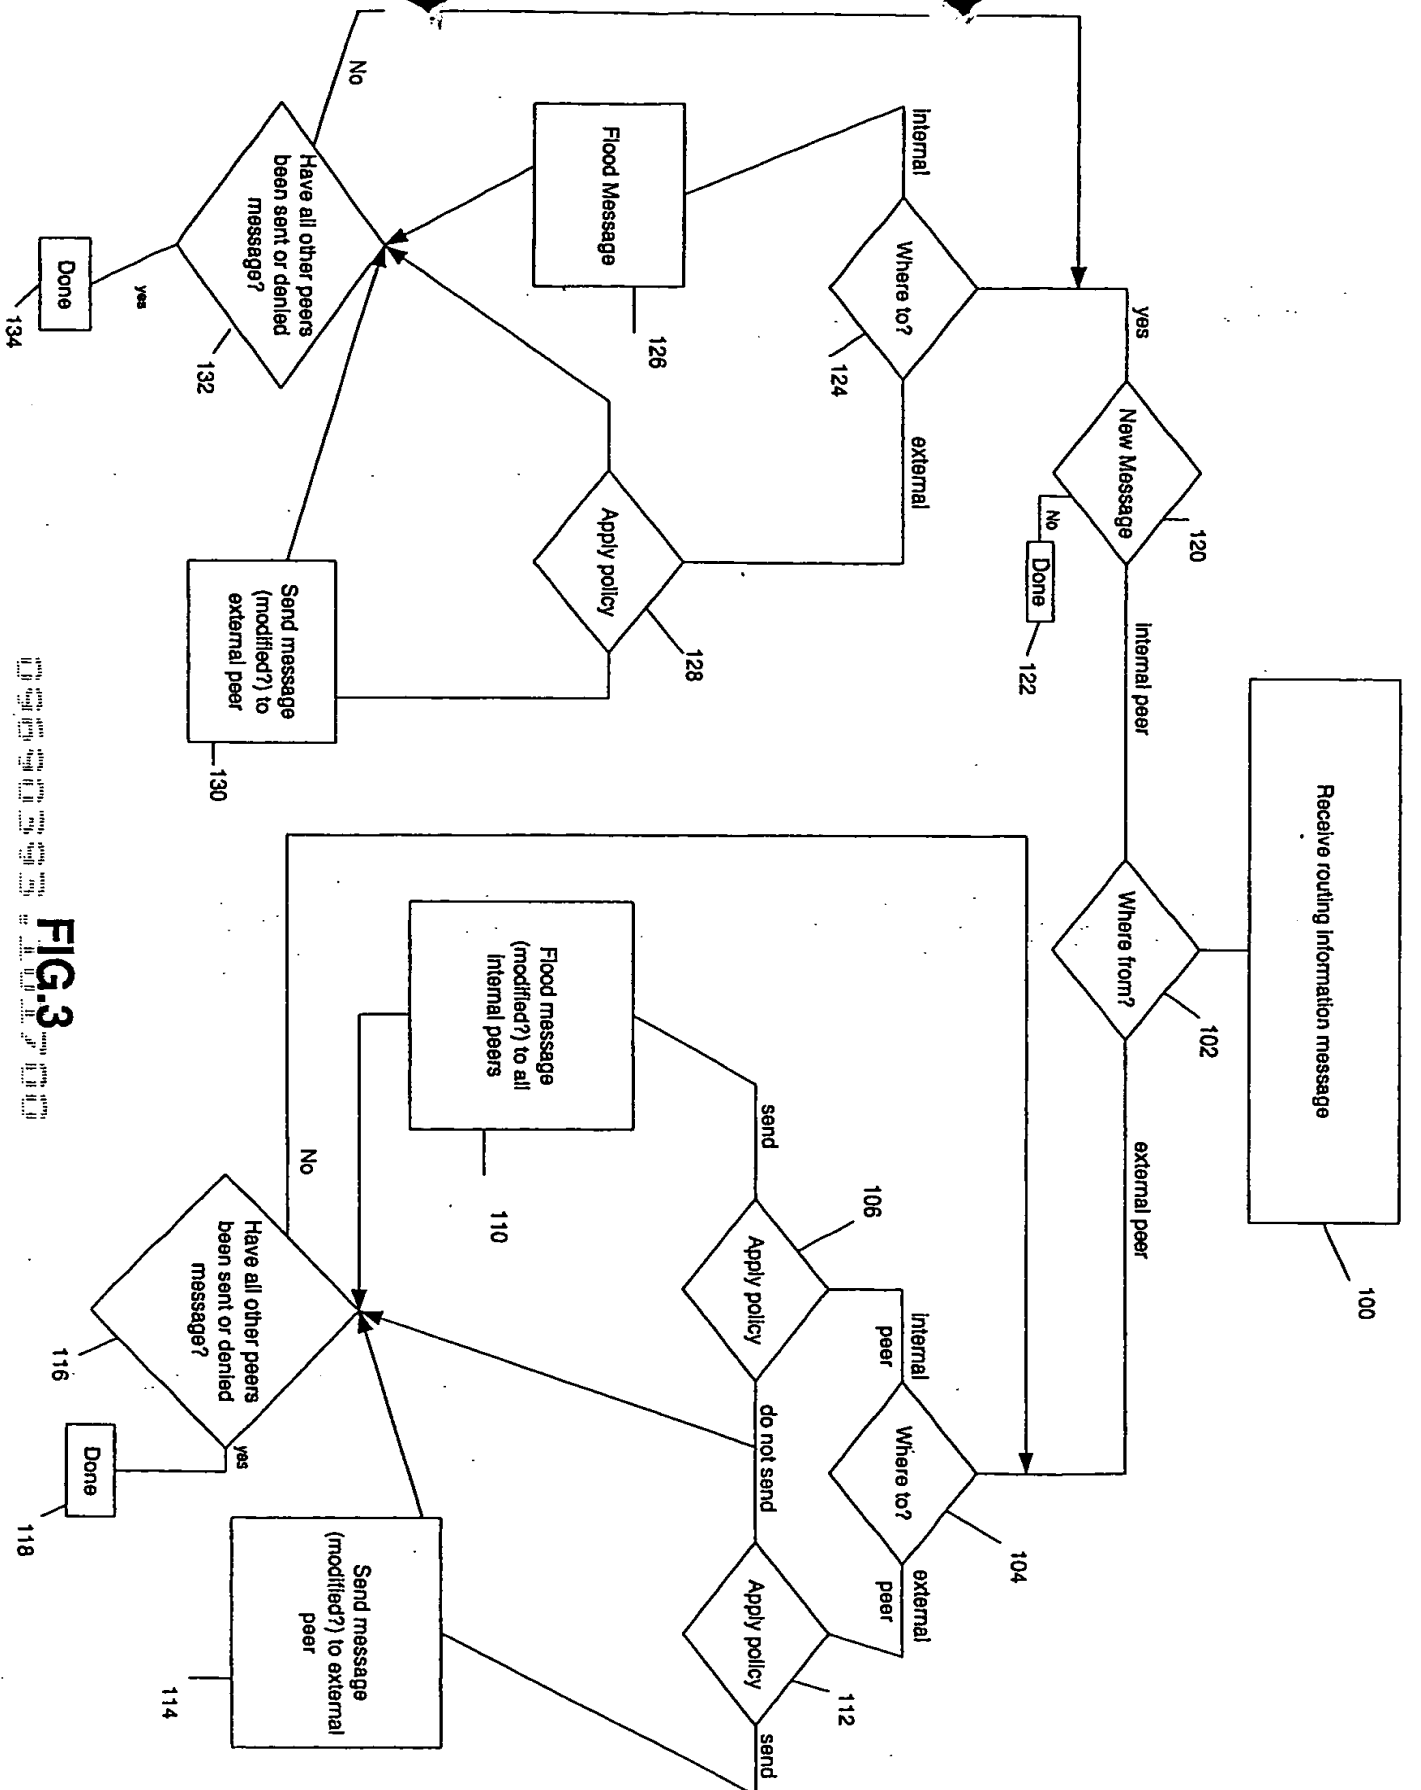 Receive routing information message
100
Where from?
102
internal peer
external peer
yes
New Message
120
No
Done
122
internal
Where to?
124
external
Flood Message
126
Apply policy
128
Send message
(modified?) to
external peer
130
No
Have all other peers
been sent or denied
message?
132
yes
Done
134
internal
peer
Where to?
104
external
peer
106
send
Apply policy
do not send
Apply policy
112
send
Flood message
(modified?) to all
internal peers
110
Send message
(modified?) to external
peer
114
No
Have all other peers
been sent or denied
message?
116
yes
Done
118
FIG.3